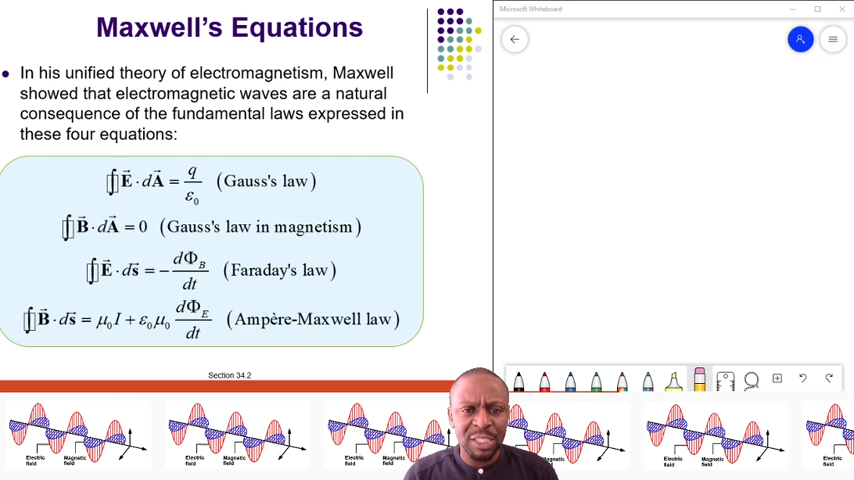 Maxwell's Equations
Microsoft Whiteboard
• In his unified theory of electromagnetism, Maxwell
showed that electromagnetic waves are a natural
consequence of the fundamental laws expressed in
these four equations:
∮ E⃗ · dA⃗ = q/ε₀ (Gauss's law)
∮ B⃗ · dA⃗ = 0 (Gauss's law in magnetism)
∮ E⃗ · ds⃗ = − dΦ_B/dt (Faraday's law)
∮ B⃗ · ds⃗ = μ₀I + ε₀μ₀ dΦ_E/dt (Ampère-Maxwell law)
Section 34.2
Electric field
Magnetic field
Electric field
Magnetic field
Electric field
Magnetic field
Magnetic field
Electric field
Magnetic field
Electric field